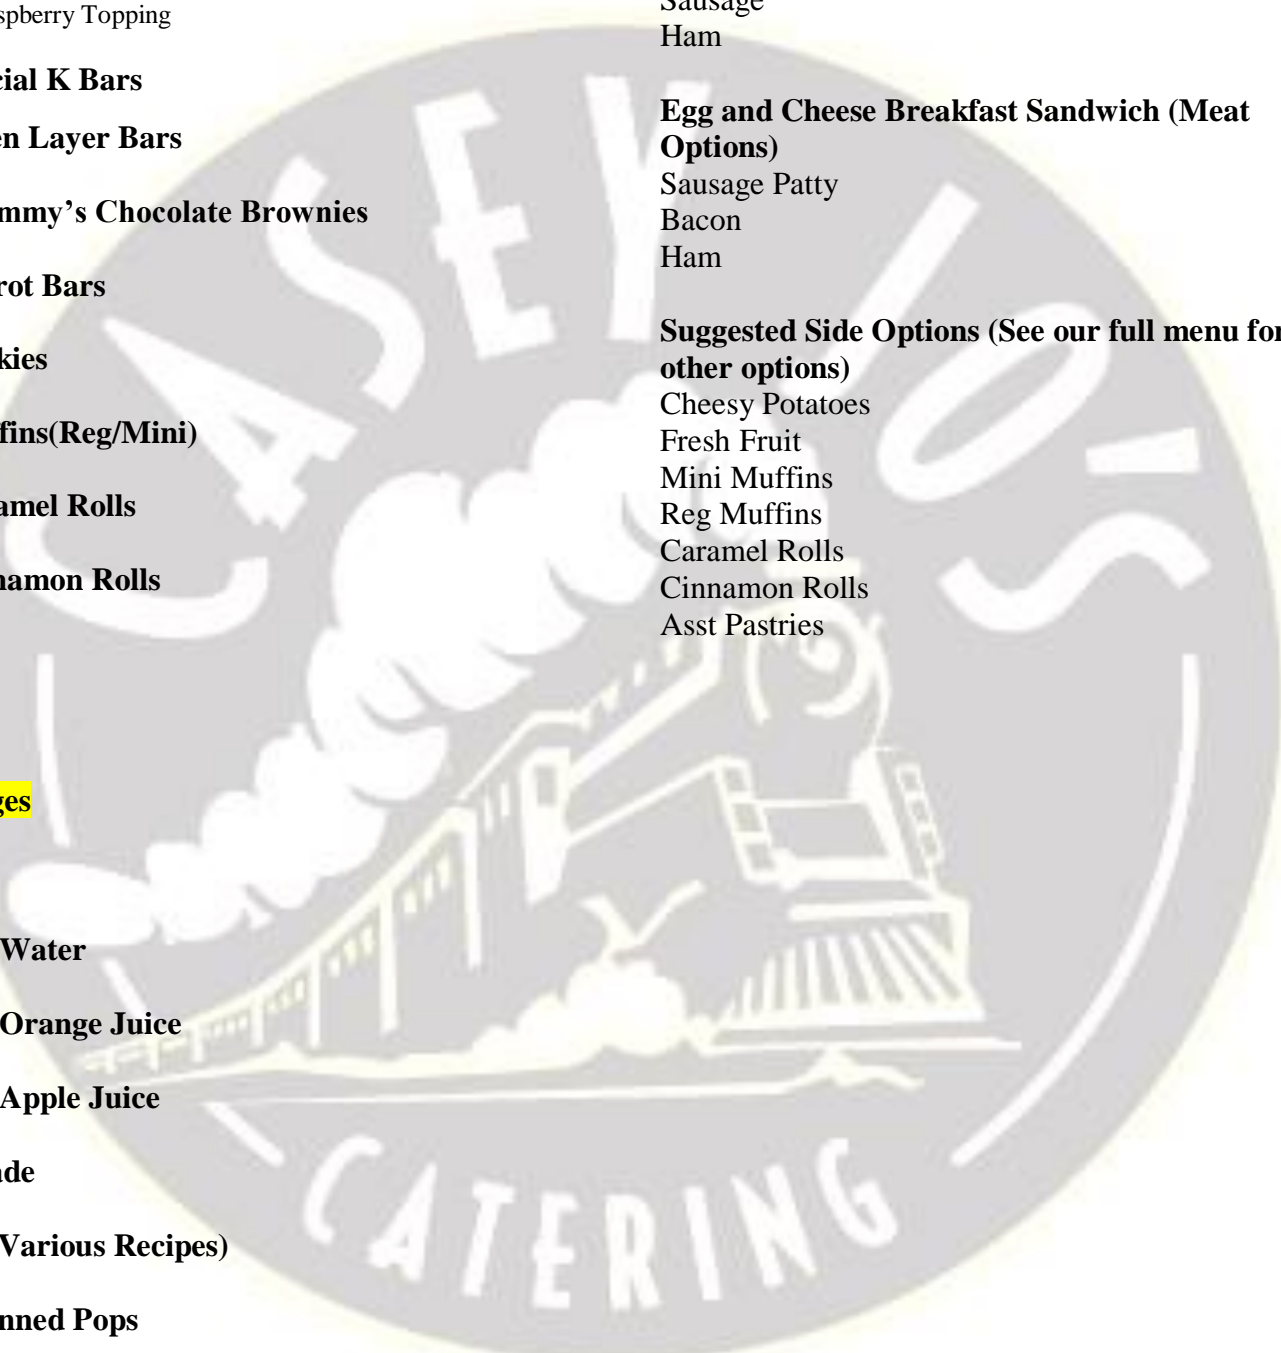 spberry Topping
cial K Bars
en Layer Bars
mmy's Chocolate Brownies
rot Bars
kies
fins(Reg/Mini)
amel Rolls
namon Rolls
ges
Water
Orange Juice
Apple Juice
ade
Various Recipes)
nned Pops
Sausage
Ham
Egg and Cheese Breakfast Sandwich (Meat
Options)
Sausage Patty
Bacon
Ham
Suggested Side Options (See our full menu for
other options)
Cheesy Potatoes
Fresh Fruit
Mini Muffins
Reg Muffins
Caramel Rolls
Cinnamon Rolls
Asst Pastries
CASEY JO'S
CATERING